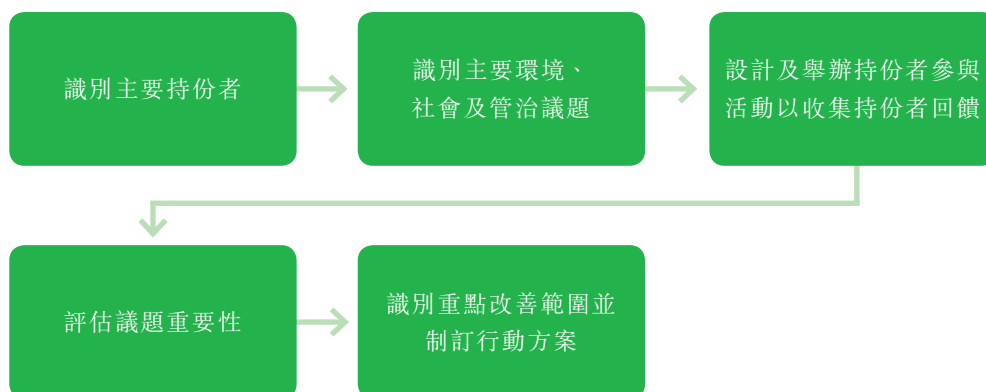 識別主要持份者
識別主要環境、
社會及管治議題
設計及舉辦持份者參與
活動以收集持份者回饋
評估議題重要性
識別重點改善範圍並
制訂行動方案